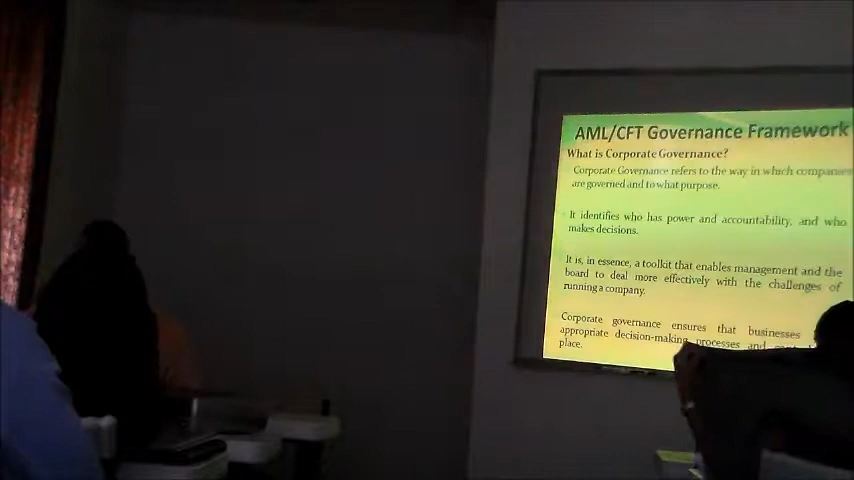 AML/CFT Governance Framework
What is Corporate Governance?
Corporate Governance refers to the way in which companies
are governed and to what purpose.
It identifies who has power and accountability, and who
makes decisions.
It is, in essence, a toolkit that enables management and the
board to deal more effectively with the challenges of
running a company.
Corporate governance ensures that businesses
appropriate decision-making processes and
place.